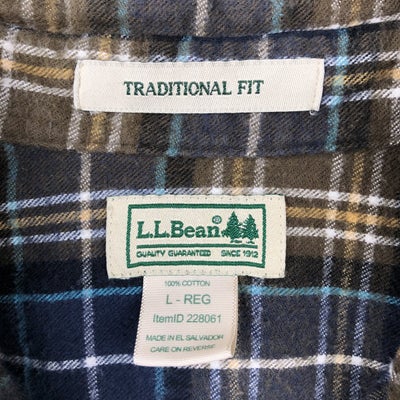 TRADITIONAL FIT
L.L.Bean®
QUALITY GUARANTEED SINCE 1912
100% COTTON
L - REG
ItemID 228061
MADE IN EL SALVADOR
CARE ON REVERSE